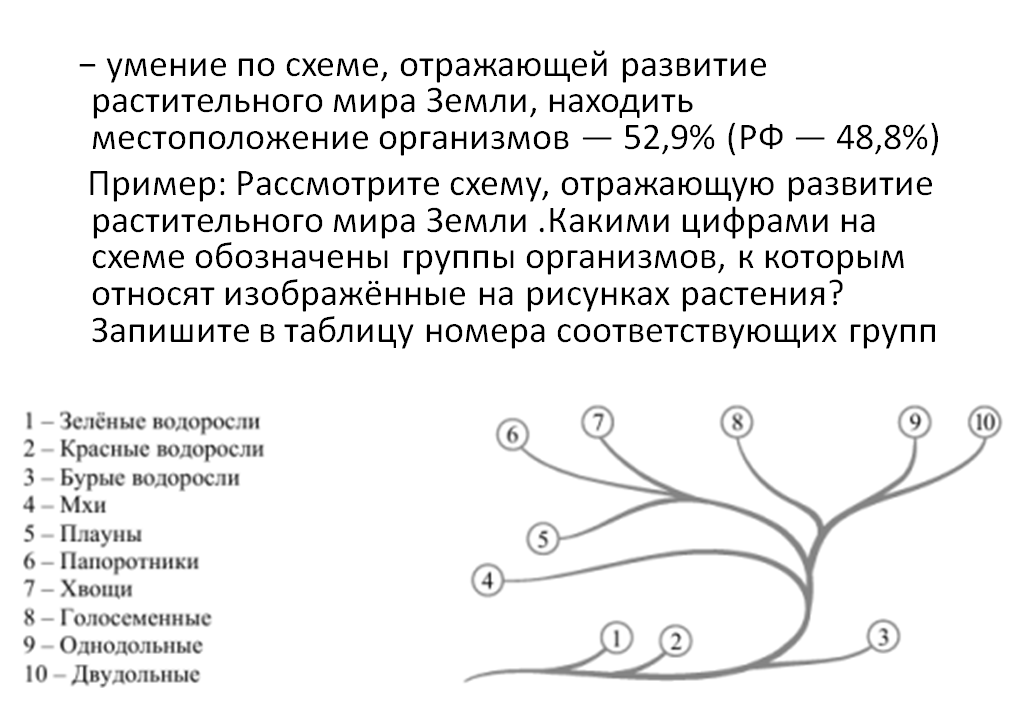 − умение по схеме, отражающей развитие
растительного мира Земли, находить
местоположение организмов — 52,9% (РФ — 48,8%)
Пример: Рассмотрите схему, отражающую развитие
растительного мира Земли .Какими цифрами на
схеме обозначены группы организмов, к которым
относят изображённые на рисунках растения?
Запишите в таблицу номера соответствующих групп
1 – Зелёные водоросли
2 – Красные водоросли
3 – Бурые водоросли
4 – Мхи
5 – Плауны
6 – Папоротники
7 – Хвощи
8 – Голосеменные
9 – Однодольные
10 – Двудольные
6
7
8
9
10
5
4
1
2
3